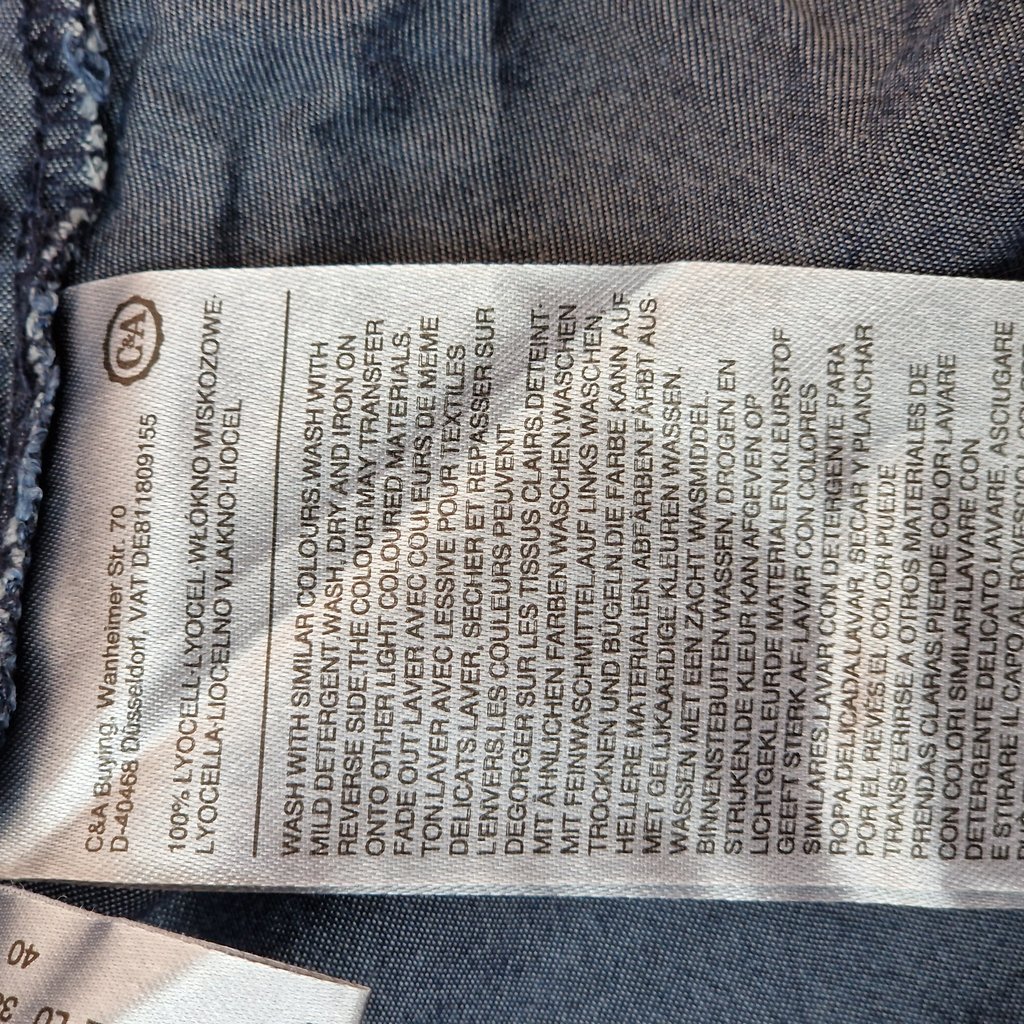 C&A
C&A Buying, Wanheimer Str. 70
D-40468 Düsseldorf, VAT DE811809155
100% LYOCELL-LYOCEL-WŁÓKNO WISKOZOWE-
LYOCELLA-LIOCELNO VLAKNO-LIOCEL
WASH WITH SIMILAR COLOURS.WASH WITH
MILD DETERGENT.WASH, DRY AND IRON ON
REVERSE SIDE.THE COLOUR MAY TRANSFER
ONTO OTHER LIGHT COLOURED MATERIALS.
FADE OUT-LAVER AVEC COULEURS DE MEME
TON LAVER AVEC LESSIVE POUR TEXTILES
DELICATS.LAVER, SECHER ET REPASSER SUR
L'ENVERS.LES COULEURS PEUVENT
DEGORGER SUR LES TISSUS CLAIRS.DETEINT-
MIT ÄHNLICHEN FARBEN WASCHEN.WASCHEN
MIT FEINWASCHMITTEL.AUF LINKS WASCHEN,
TROCKNEN UND BÜGELN.DIE FARBE KANN AUF
HELLERE MATERIALIEN ABFÄRBEN.FÄRBT AUS-
MET GELIJKAARDIGE KLEUREN WASSEN.
WASSEN MET EEN ZACHT WASMIDDEL.
BINNENSTEBUITEN WASSEN, DROGEN EN
STRIJKEN.DE KLEUR KAN AFGEVEN OP
LICHTGEKLEURDE MATERIALEN.KLEURSTOF
GEEFT STERK AF-LAVAR CON COLORES
SIMILARES.LAVAR CON DETERGENTE PARA
ROPA DELICADA.LAVAR, SECAR Y PLANCHAR
POR EL REVÉS.EL COLOR PUEDE
TRANSFERIRSE A OTROS MATERIALES DE
PRENDAS CLARAS.PIERDE COLOR-LAVARE
CON COLORI SIMILARI.LAVARE CON
DETERGENTE DELICATO.LAVARE, ASCIUGARE
E STIRARE IL CAPO AL ROVESCIO.
40